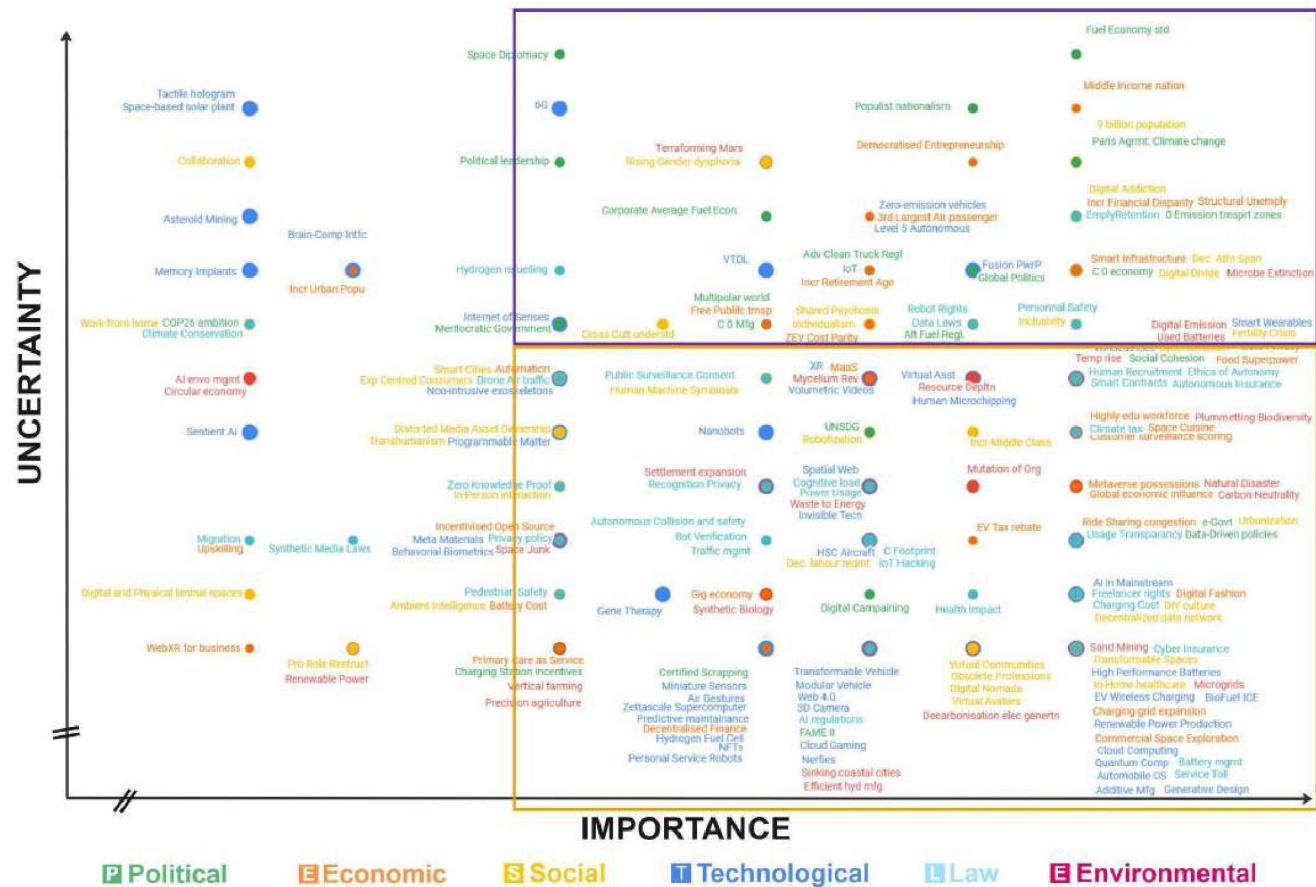 Fuel Economy std
Space Diplomacy
Middle Income nation
Tactile hologram
Space-based solar plant
6G
Populist nationalism
9 billion population
Paris Agrmt. Climate change
Democratised Entrepreneurship
Terraforming Mars
Rising Gender dysphoria
Collaboration
Political leadership
Digital Addiction
Incr Financial Disparity Structural Unemply
EmplyRetention 0 Emission trnsprt zones
Zero-emission vehicles
3rd Largest Air passenger
Level 5 Autonomous
Corporate Average Fuel Econ.
Asteroid Mining
Brain-Comp Intfc
Memory Implants
Incr Urban Popu
Hydrogen refuelling
VTOL
Adv Clean Truck Regl
IoT
Incr Retirement Age
Fusion PwrP
Global Politics
Smart Infrastructure Dec. Attn Span
C 0 economy Digital Divide Microbe Extinction
Work from home COP26 ambition
Climate Conservation
Internet of Senses
Meritocratic Government
Cross Cult understd
Multipolar world
Free Public trnsp
C 0 Mfg
Shared Psychosis
Individualism
ZEV Cost Parity
Robot Rights
Data Laws
Alt Fuel Regl.
Personnal Safety
Inclusivity
Digital Emission Smart Wearables
Used Batteries Fertility Crisis
AI envo mgmt
Circular economy
Smart Cities Automation
Exp Centred Consumers Drone Air traffic
Non-intrusive exoskeletons
Public Surveillance Consent
Human Machine Symbiosis
XR MaaS
Mycelium Rev
Volumetric Videos
Virtual Asst
Resource Depltn
Human Microchipping
Temp rise Social Cohesion Food Superpower
Human Recruitment Ethics of Autonomy
Smart Contracts Autonomous Insurance
Sentient Ai
Distorted Media Asset Ownership
Transhumanism Programmable Matter
Nanobots
UNSDG
Robotization
Incr Middle Class
Highly edu workforce Plummetting Biodiversity
Climate tax Space Cuisine
Customer surveillance scoring
Zero Knowledge Proof
In-Person interaction
Settlement expansion
Recognition Privacy
Spatial Web
Cognitive load
Power Usage
Waste to Energy
Invisible Tech
Mutation of Org
Metaverse possessions Natural Disaster
Global economic influence Carbon Neutrality
Migration
Upskilling
Synthetic Media Laws
Incentivised Open Source
Meta Materials Privacy policy
Behavorial Biometrics Space Junk
Autonomous Collision and safety
Bot Verification
Traffic mgmt
HSC Aircraft C Footprint
Dec. labour reqmt IoT Hacking
EV Tax rebate
Ride Sharing congestion e-Govt Urbanization
Usage Transparancy Data-Driven policies
Digital and Physical liminal spaces
Pedestrian Safety
Ambient Intelligence Battery Cost
Gene Therapy
Gig economy
Synthetic Biology
Digital Campaining
Health Impact
AI in Mainstream
Freelancer rights Digital Fashion
Charging Cost DIY culture
Decentralized data network
WebXR for business
Pro Role Restruct
Renewable Power
Primary Care as Service
Charging Station incentives
Vertical farming
Precision agriculture
Certified Scrapping
Miniature Sensors
Air Gestures
Zettascale Supercomputer
Predictive maintainance
Decentralised Finance
Hydrogen Fuel Cell
NFTs
Personal Service Robots
Transformable Vehicle
Modular Vehicle
Web 4.0
3D Camera
Ai regulations
FAME II
Cloud Gaming
Nerfies
Sinking coastal cities
Efficient hyd mfg
Virtual Communities
Obsolete Professions
Digital Nomads
Virtual Avatars
Decarbonisation elec genertn
Sand Mining Cyber Insurance
Transformable Spaces
High Performance Batteries
In-Home healthcare Microgrids
EV Wireless Charging BioFuel ICE
Charging grid expansion
Renewable Power Production
Commercial Space Exploration
Cloud Computing
Quantum Comp Battery mgmt
Automobile OS Service Toll
Additive Mfg Generative Design
UNCERTAINTY
IMPORTANCE
P Political E Economic S Social T Technological L Law E Environmental